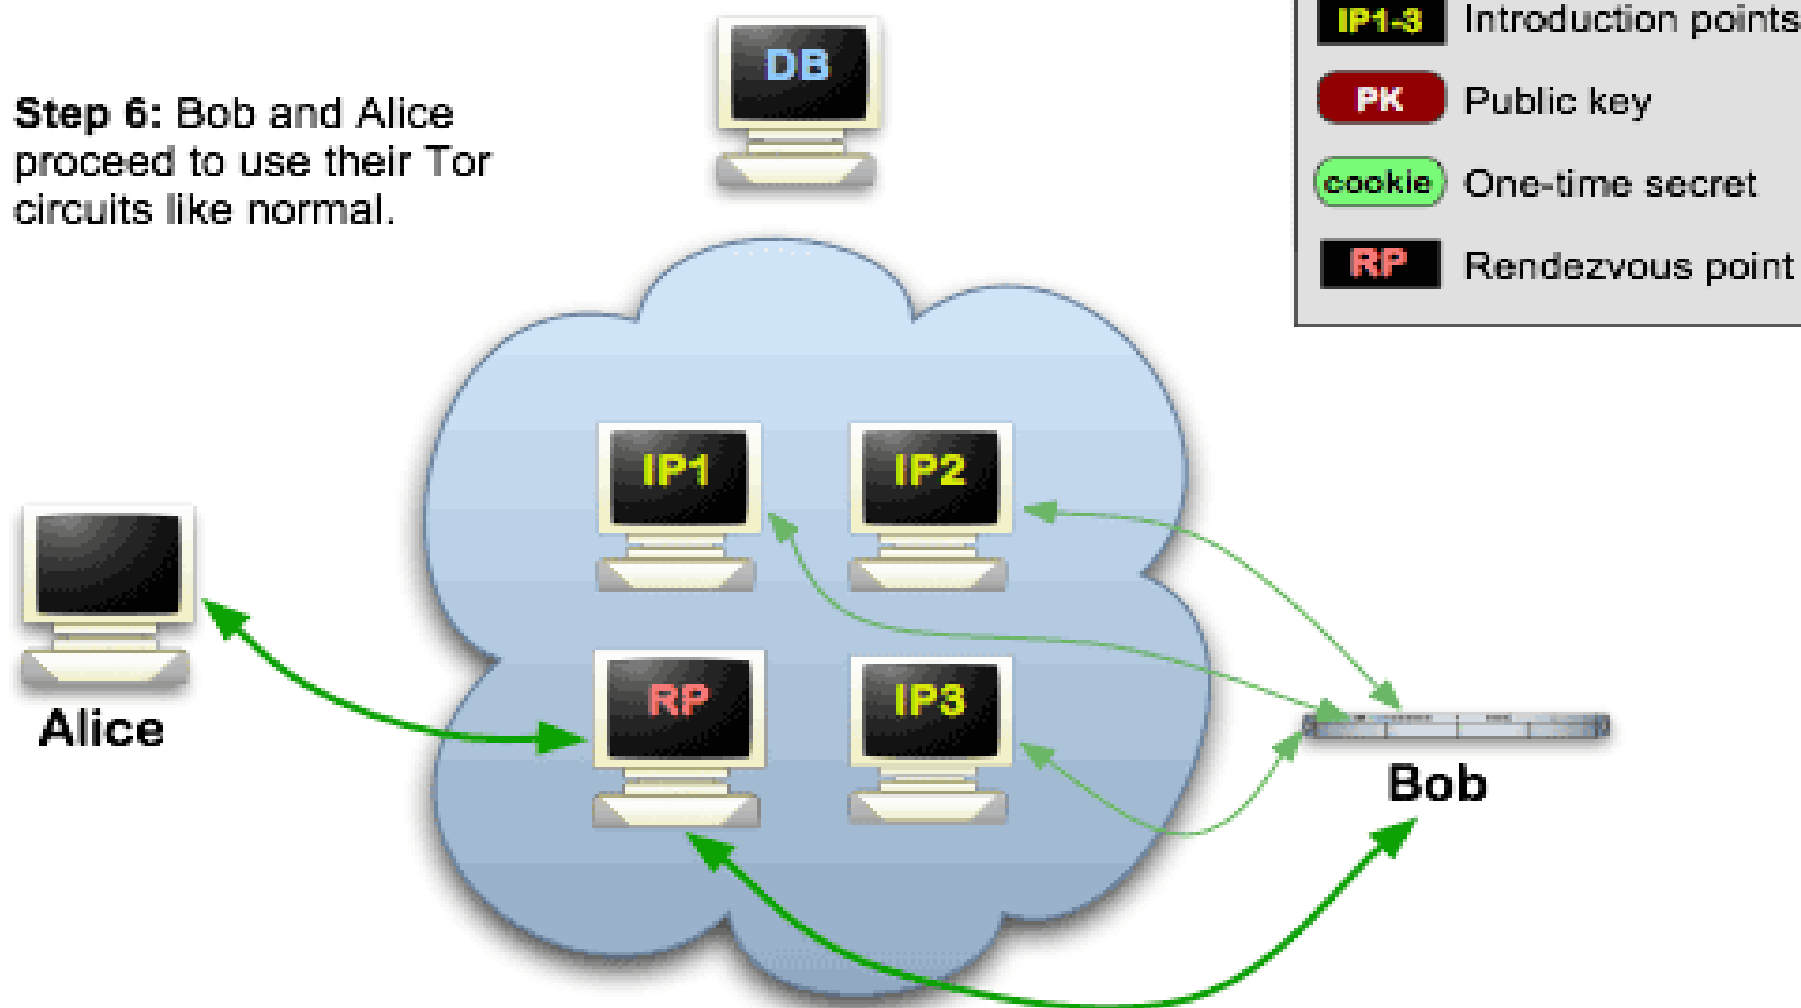 DB
IP1-3 Introduction points
PK Public key
cookie One-time secret
RP Rendezvous point
Step 6: Bob and Alice
proceed to use their Tor
circuits like normal.
IP1
IP2
RP
IP3
Alice
Bob